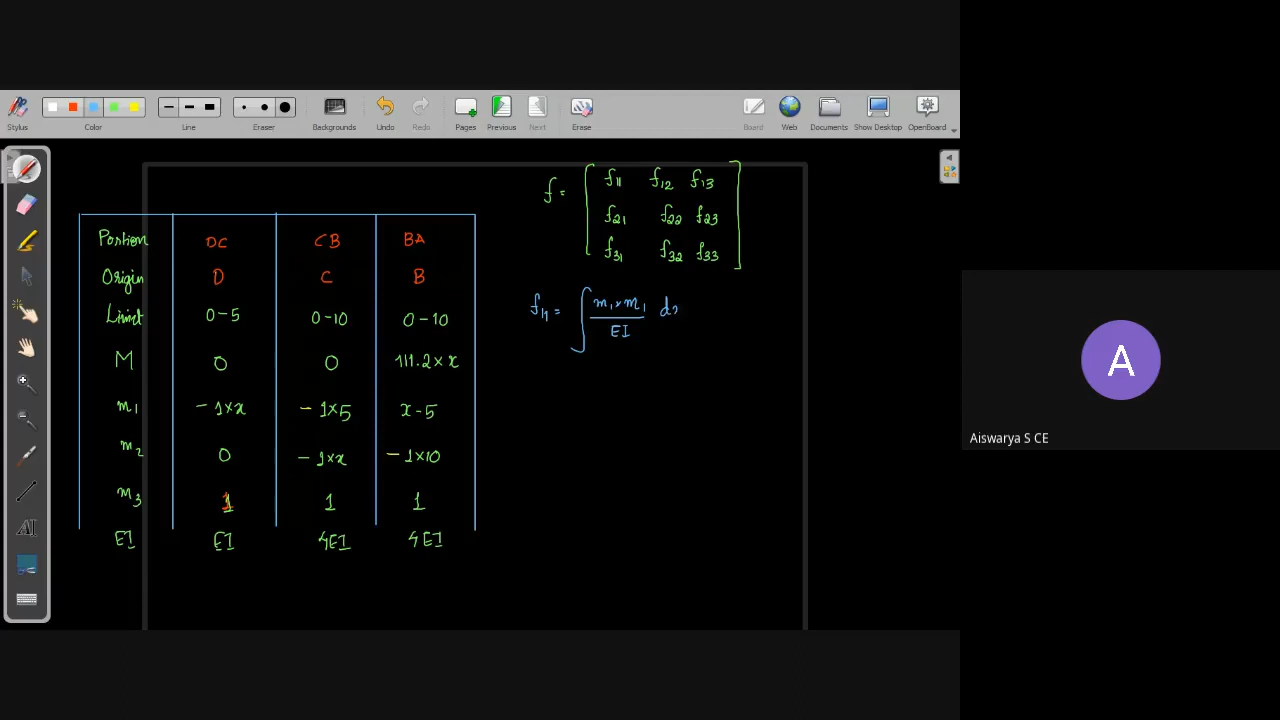 Stylus Color Line Eraser Backgrounds Undo Redo Pages Previous Next Erase Board Web Documents Show Desktop OpenBoard
f = [ f11 f12 f13
f21 f22 f23
f31 f32 f33 ]
Portion DC CB BA
Origin D C B
Limit 0-5 0-10 0-10
M 0 0 111.2 × x
m1 -1×x -1×5 x-5
m2 0 -1×x -1×10
m3 1 1 1
EI EI 4EI 4EI
f11 = ∫ m1 × m1 / EI dx
A
Aiswarya S CE